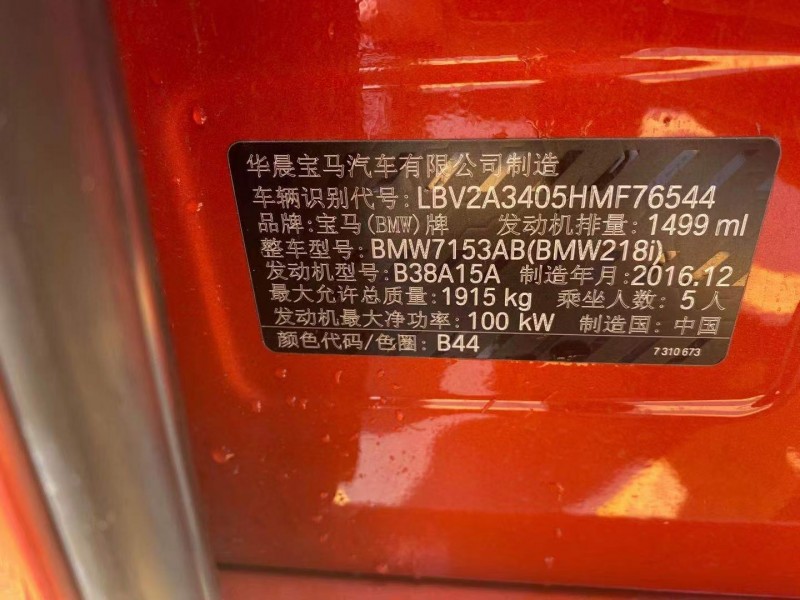 华晨宝马汽车有限公司制造
车辆识别代号: LBV2A3405HMF76544
品牌: 宝马(BMW)牌 发动机排量: 1499 ml
整车型号: BMW7153AB(BMW218i)
发动机型号: B38A15A 制造年月: 2016.12
最大允许总质量: 1915 kg 乘坐人数: 5 人
发动机最大净功率: 100 kW 制造国: 中国
颜色代码/色圈: B44
7 310 673